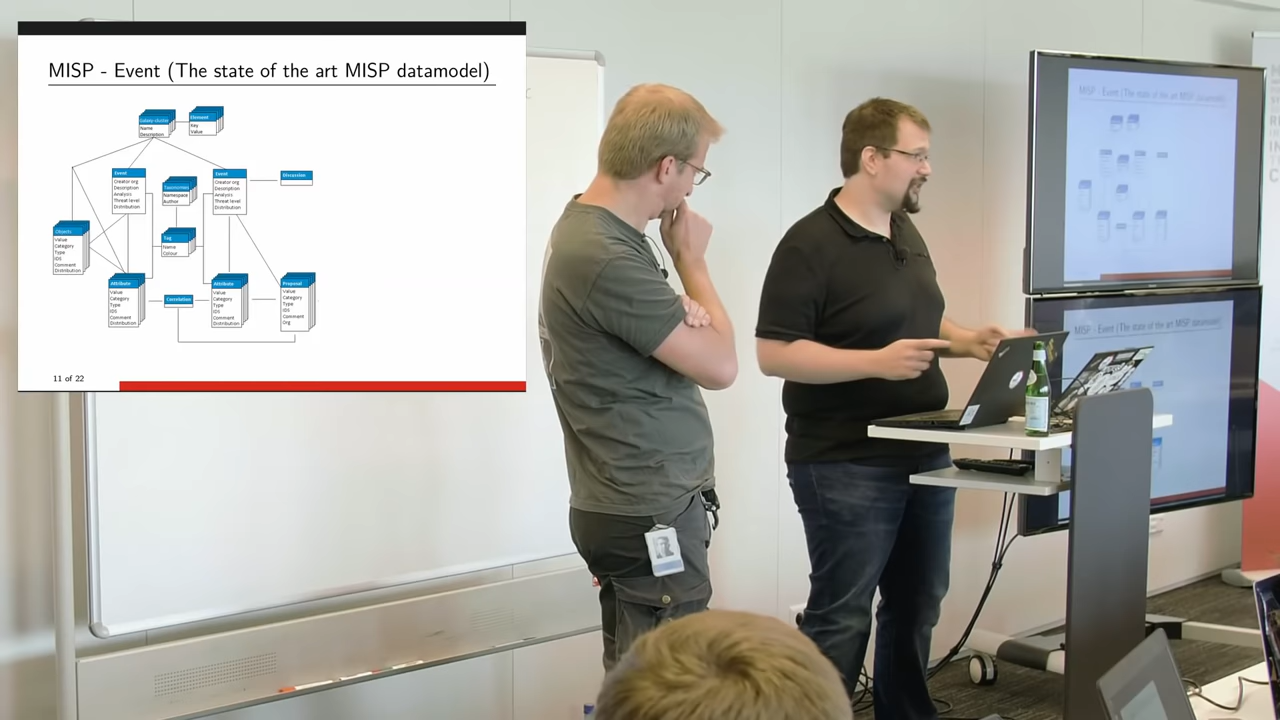 MISP - Event (The state of the art MISP datamodel)
Galaxy cluster
Name
Description
Element
Key
Value
Event
Creator org
Description
Analysis
Threat level
Distribution
Taxonomies
Namespace
Author
Event
Creator org
Description
Analysis
Threat level
Distribution
Discussion
Objects
Value
Category
Type
IDS
Comment
Distribution
Tag
Name
Colour
Attribute
Value
Category
Type
IDS
Comment
Distribution
Correlation
Attribute
Value
Category
Type
IDS
Comment
Distribution
Proposal
Value
Category
Type
IDS
Comment
Org
11 of 22
MISP - Event (The state of the art MISP datamodel)
MISP - Event (The state of the art MISP datamodel)